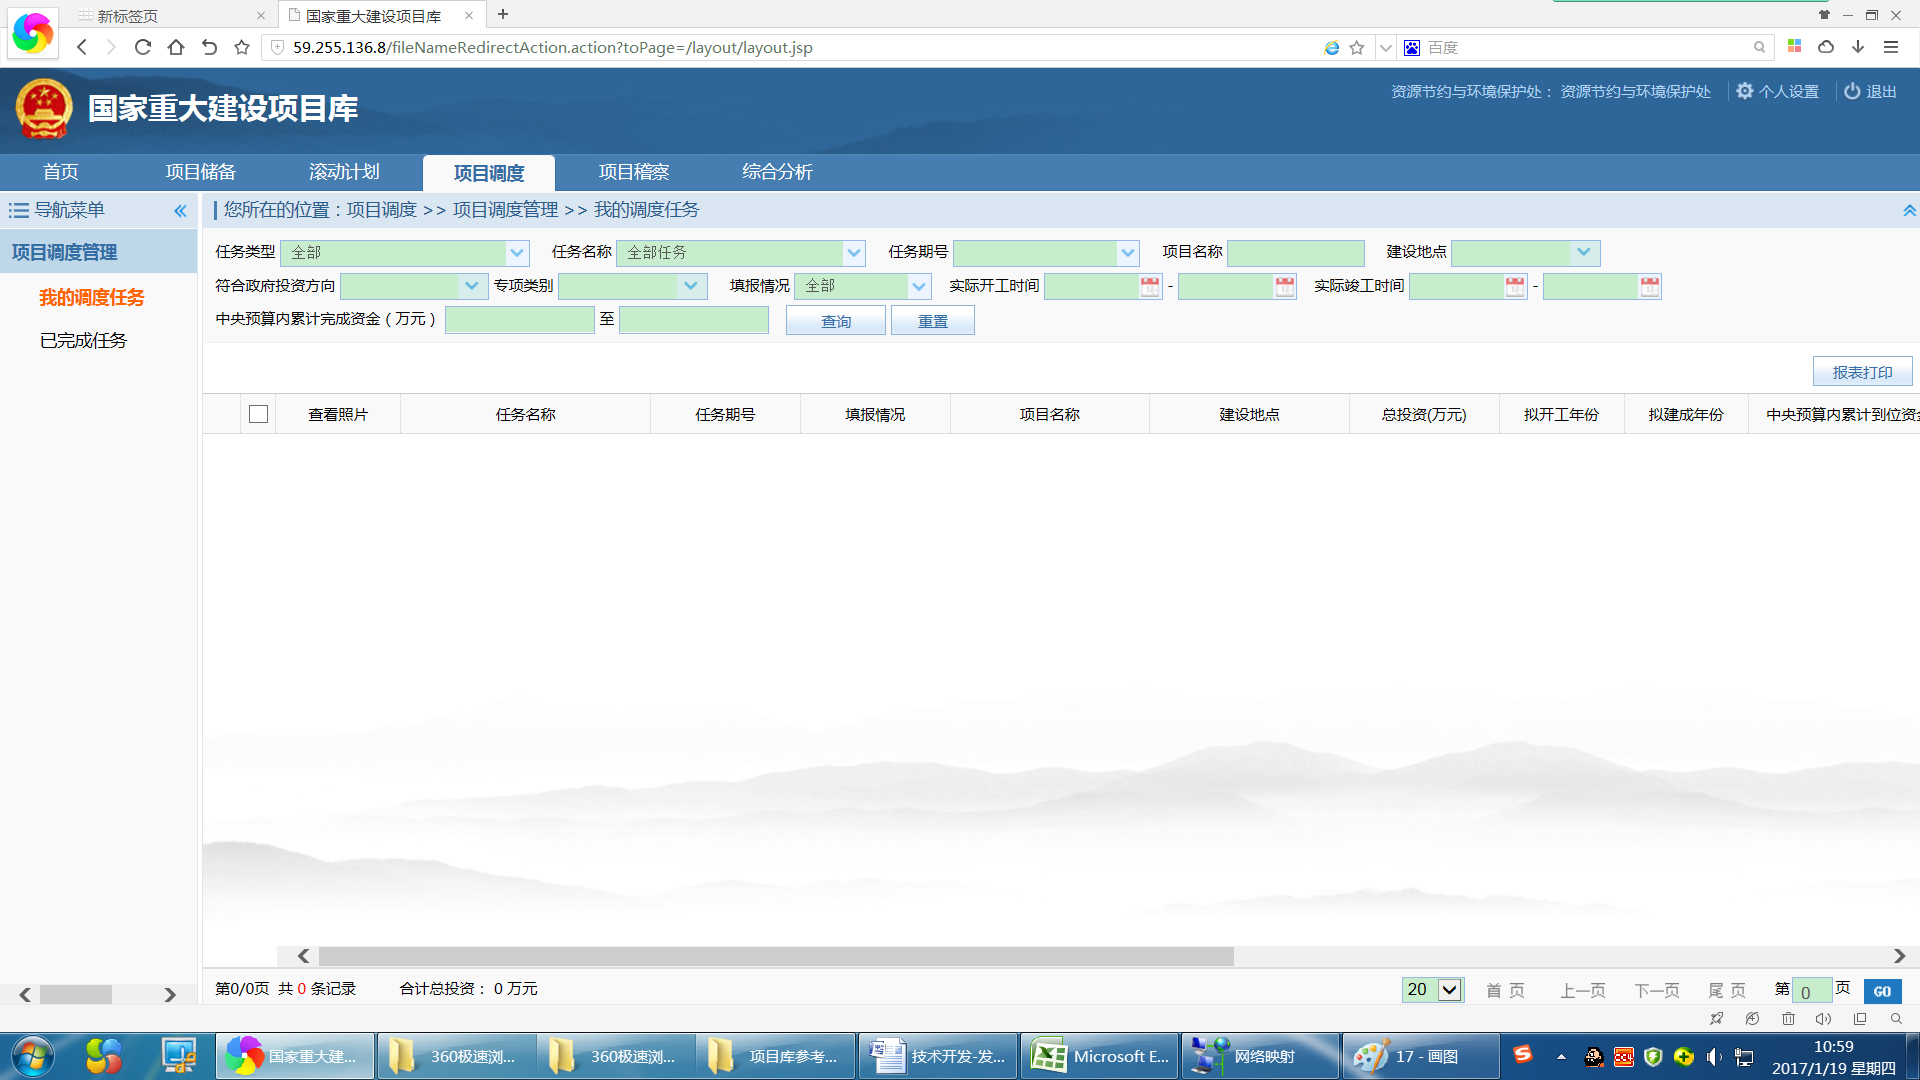 新标签页
国家重大建设项目库
59.255.136.8/fileNameRedirectAction.action?toPage=/layout/layout.jsp
百度
国家重大建设项目库
资源节约与环境保护处： 资源节约与环境保护处 个人设置 退出
首页 项目储备 滚动计划 项目调度 项目稽察 综合分析
导航菜单
您所在的位置：项目调度 >> 项目调度管理 >> 我的调度任务
项目调度管理
我的调度任务
已完成任务
任务类型 全部 任务名称 全部任务 任务期号 项目名称 建设地点
符合政府投资方向 专项类别 填报情况 全部 实际开工时间 - 实际竣工时间 -
中央预算内累计完成资金（万元） 至 查询 重置
报表打印
查看照片 任务名称 任务期号 填报情况 项目名称 建设地点 总投资(万元) 拟开工年份 拟建成年份 中央预算内累计到位资金
第0/0页 共 0 条记录 合计总投资： 0 万元
20 首 页 上一页 下一页 尾 页 第 0 页 GO
国家重大建... 360极速浏... 360极速浏... 项目库参考... 技术开发-发... Microsoft E... 网络映射 17 - 画图
10:59
2017/1/19 星期四